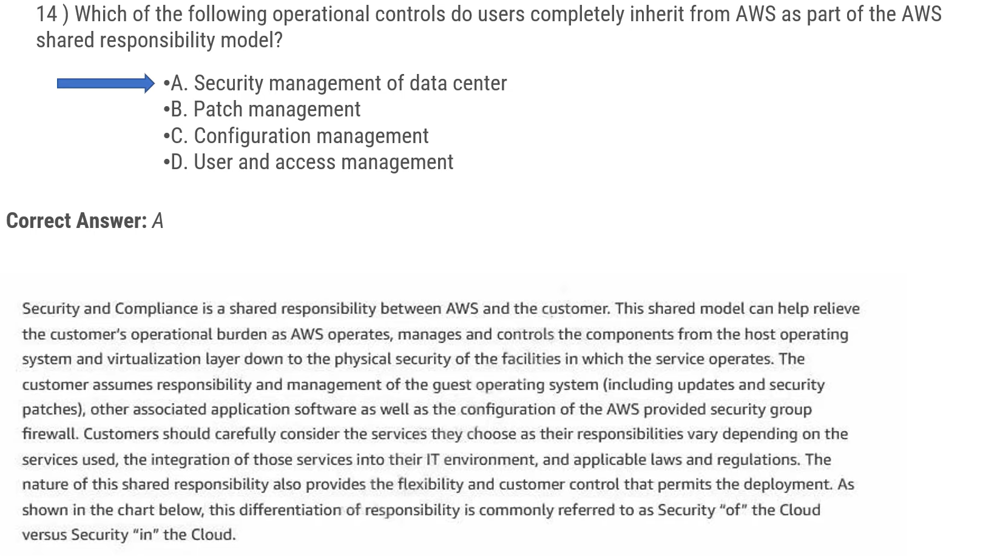 14 ) Which of the following operational controls do users completely inherit from AWS as part of the AWS
shared responsibility model?
•A. Security management of data center
•B. Patch management
•C. Configuration management
•D. User and access management
Correct Answer: A
Security and Compliance is a shared responsibility between AWS and the customer. This shared model can help relieve
the customer's operational burden as AWS operates, manages and controls the components from the host operating
system and virtualization layer down to the physical security of the facilities in which the service operates. The
customer assumes responsibility and management of the guest operating system (including updates and security
patches), other associated application software as well as the configuration of the AWS provided security group
firewall. Customers should carefully consider the services they choose as their responsibilities vary depending on the
services used, the integration of those services into their IT environment, and applicable laws and regulations. The
nature of this shared responsibility also provides the flexibility and customer control that permits the deployment. As
shown in the chart below, this differentiation of responsibility is commonly referred to as Security “of” the Cloud
versus Security “in” the Cloud.